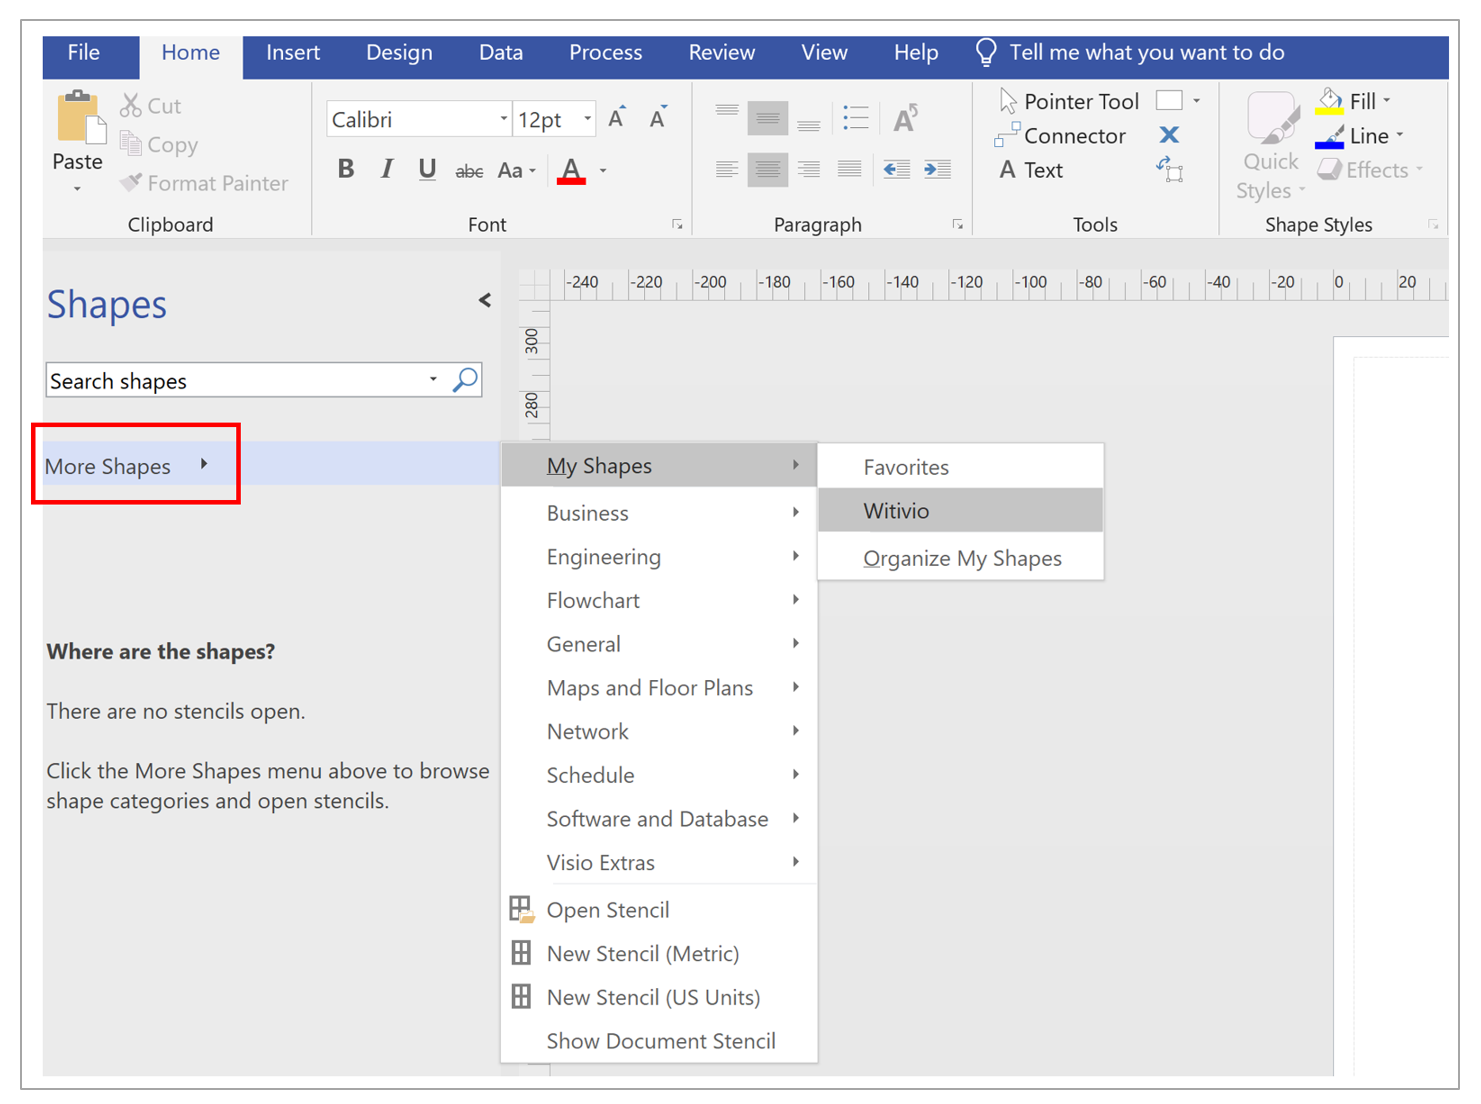 File Home Insert Design Data Process Review View Help Tell me what you want to do
Paste
Cut
Copy
Format Painter
Clipboard
Calibri 12pt A A
B I U abc Aa A
Font
A
Paragraph
Pointer Tool
Connector
A Text
Tools
Quick
Styles
Fill
Line
Effects
Shape Styles
Shapes
Search shapes
More Shapes
Where are the shapes?
There are no stencils open.
Click the More Shapes menu above to browse
shape categories and open stencils.
-240 -220 -200 -180 -160 -140 -120 -100 -80 -60 -40 -20 0 20
300
280
My Shapes
Business
Engineering
Flowchart
General
Maps and Floor Plans
Network
Schedule
Software and Database
Visio Extras
Open Stencil
New Stencil (Metric)
New Stencil (US Units)
Show Document Stencil
Favorites
Witivio
Organize My Shapes